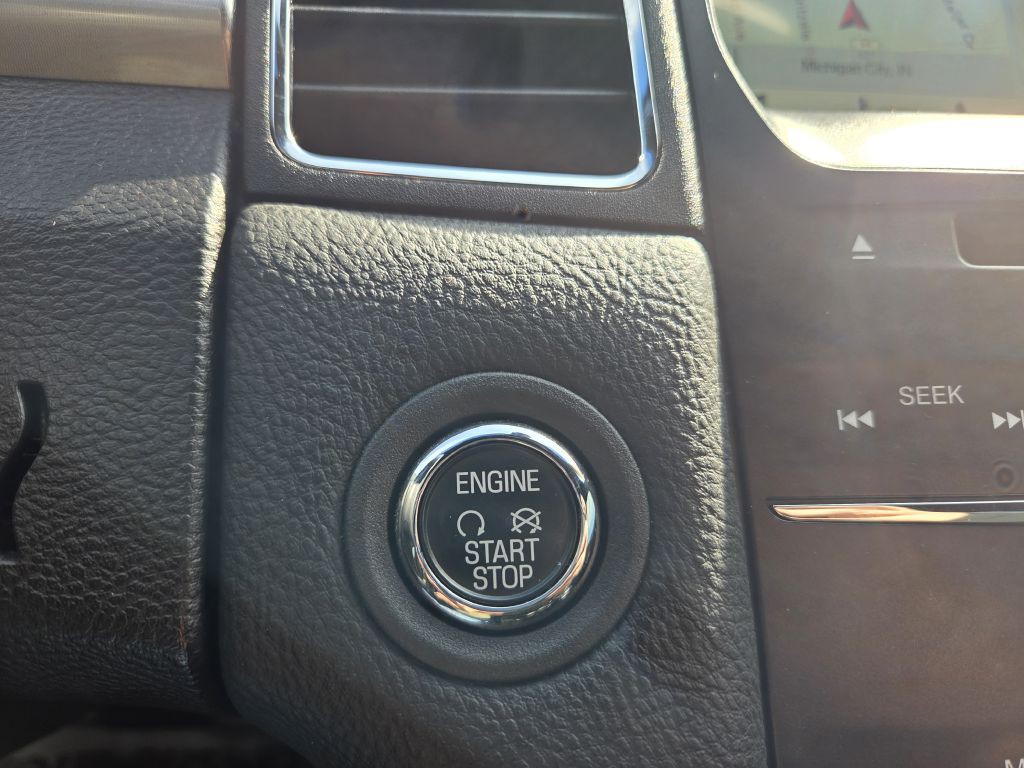 Michigan City, IN
SEEK
ENGINE
START
STOP